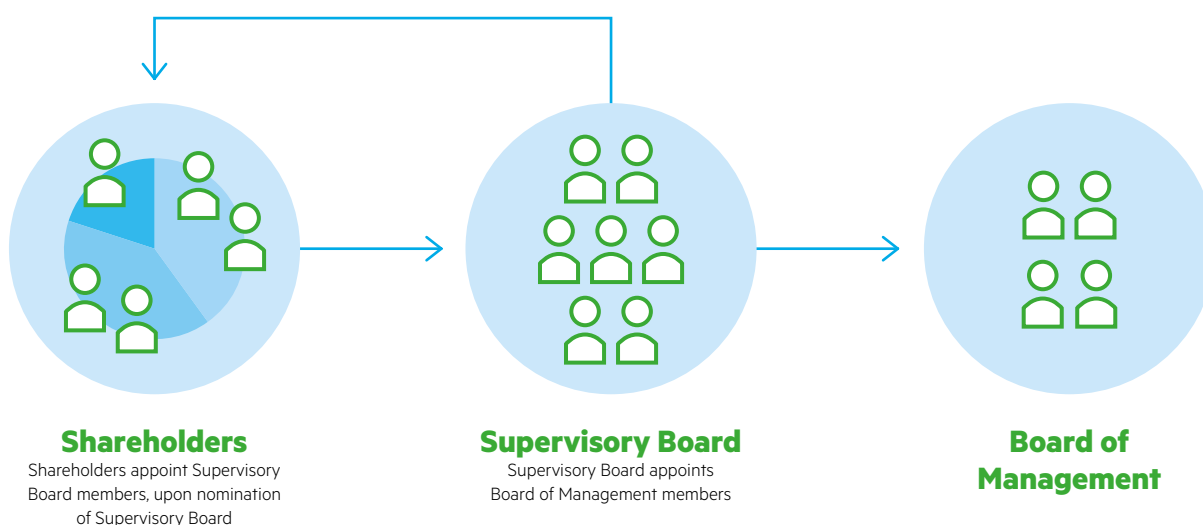 Shareholders
Shareholders appoint Supervisory
Board members, upon nomination
of Supervisory Board
Supervisory Board
Supervisory Board appoints
Board of Management members
Board of
Management